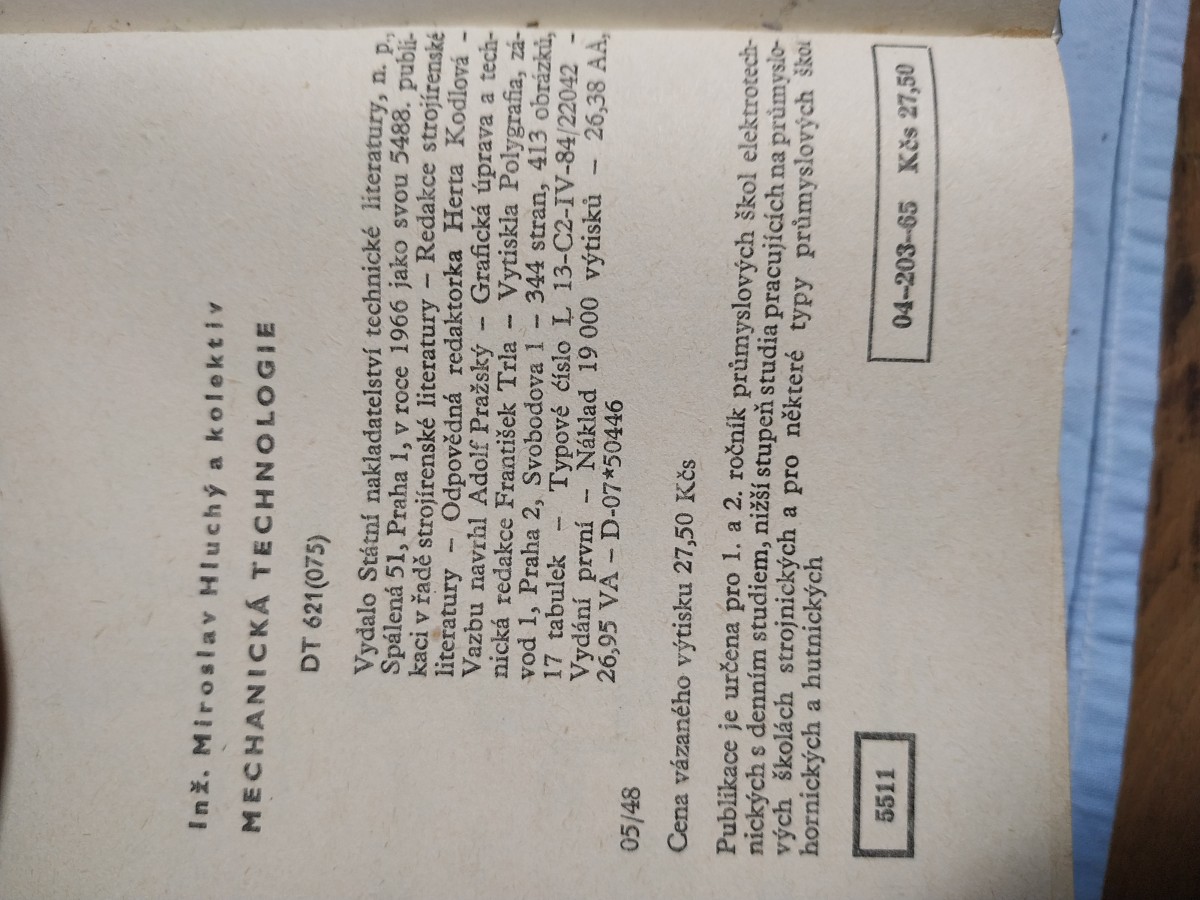 Inž. Miroslav Hluchý a kolektiv
MECHANICKÁ TECHNOLOGIE
DT 621(075)
Vydalo Státní nakladatelství technické literatury, n. p.,
Spálená 51, Praha 1, v roce 1966 jako svou 5488. publi-
kaci v řadě strojírenské literatury – Redakce strojírenské
literatury – Odpovědná redaktorka Herta Kodlová –
Vazbu navrhl Adolf Pražský – Grafická úprava a tech-
nická redakce František Trla – Vytiskla Polygrafia, zá-
vod 1, Praha 2, Svobodova 1 – 344 stran, 413 obrázků,
17 tabulek – Typové číslo L 13-C2-IV-84/22042 –
Vydání první – Náklad 19 000 výtisků – 26,38 AA,
26,95 VA – D-07*50446
05/48
Cena vázaného výtisku 27,50 Kčs
Publikace je určena pro 1. a 2. ročník průmyslových škol elektrotech-
nických s denním studiem, nižší stupeň studia pracujících na průmyslo-
vých školách strojnických a pro některé typy průmyslových škol
hornických a hutnických
5511
04–203–65 Kčs 27,50